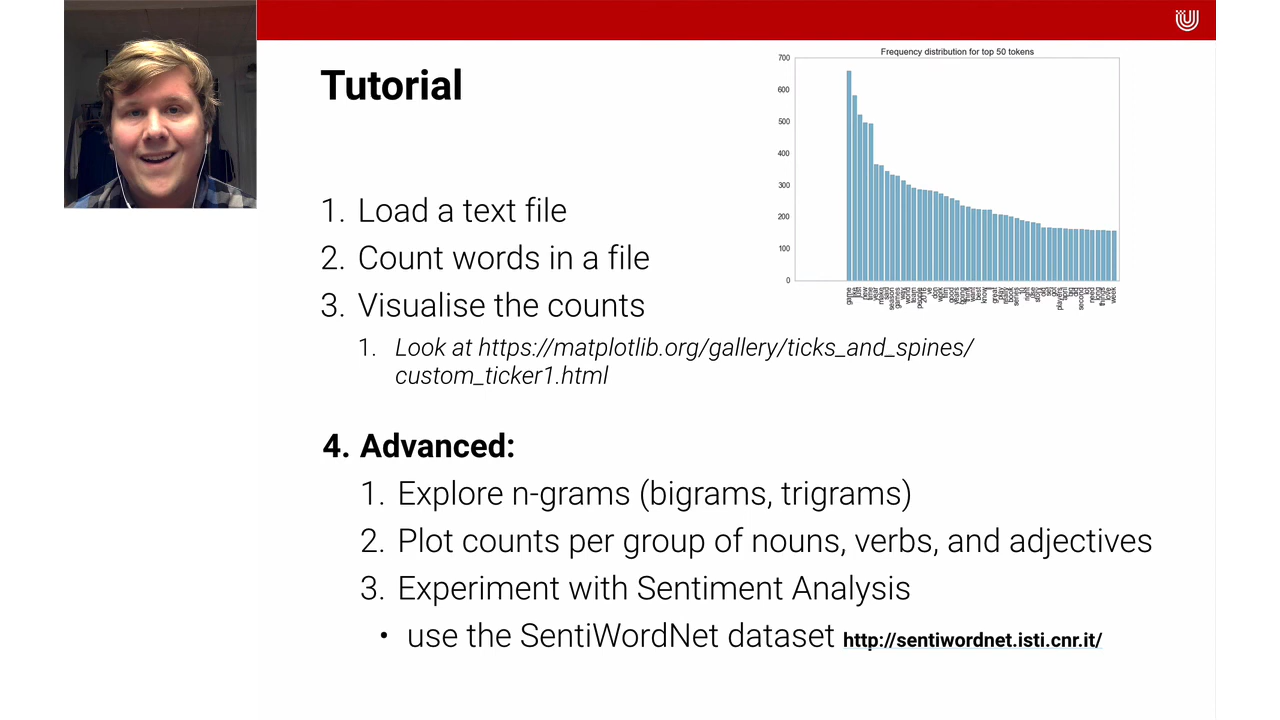 Tutorial
Frequency distribution for top 50 tokens
700
600
500
400
300
200
100
0
1. Load a text file
2. Count words in a file
3. Visualise the counts
1. Look at https://matplotlib.org/gallery/ticks_and_spines/
custom_ticker1.html
4. Advanced:
1. Explore n-grams (bigrams, trigrams)
2. Plot counts per group of nouns, verbs, and adjectives
3. Experiment with Sentiment Analysis
• use the SentiWordNet dataset http://sentiwordnet.isti.cnr.it/